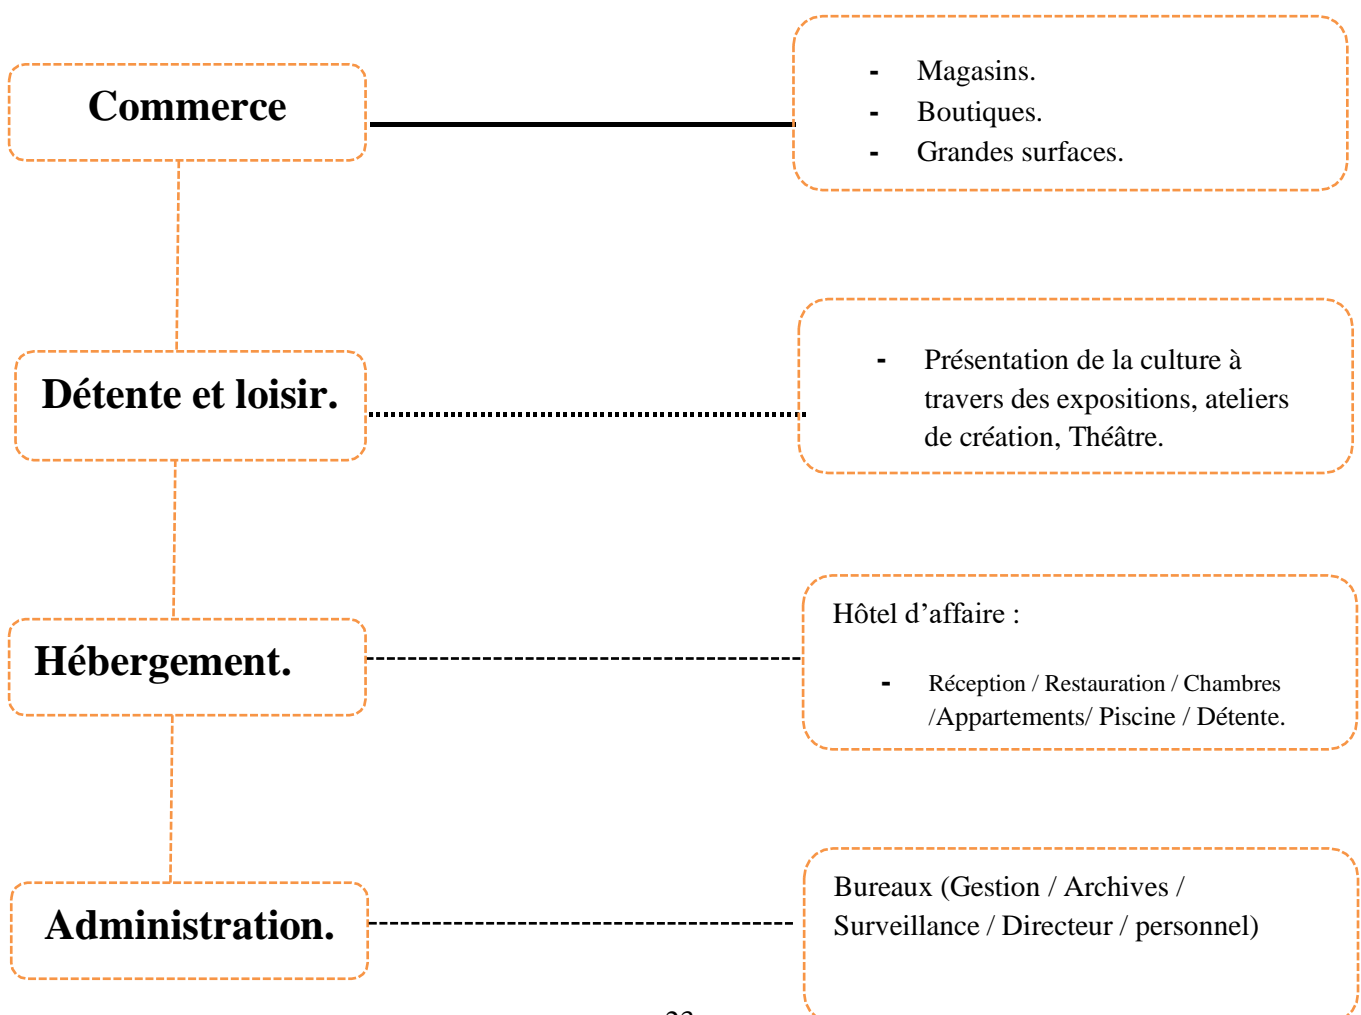 Commerce
- Magasins.
- Boutiques.
- Grandes surfaces.
Détente et loisir.
- Présentation de la culture à
travers des expositions, ateliers
de création, Théâtre.
Hébergement.
Hôtel d’affaire :
- Réception / Restauration / Chambres
/Appartements/ Piscine / Détente.
Administration.
Bureaux (Gestion / Archives /
Surveillance / Directeur / personnel)